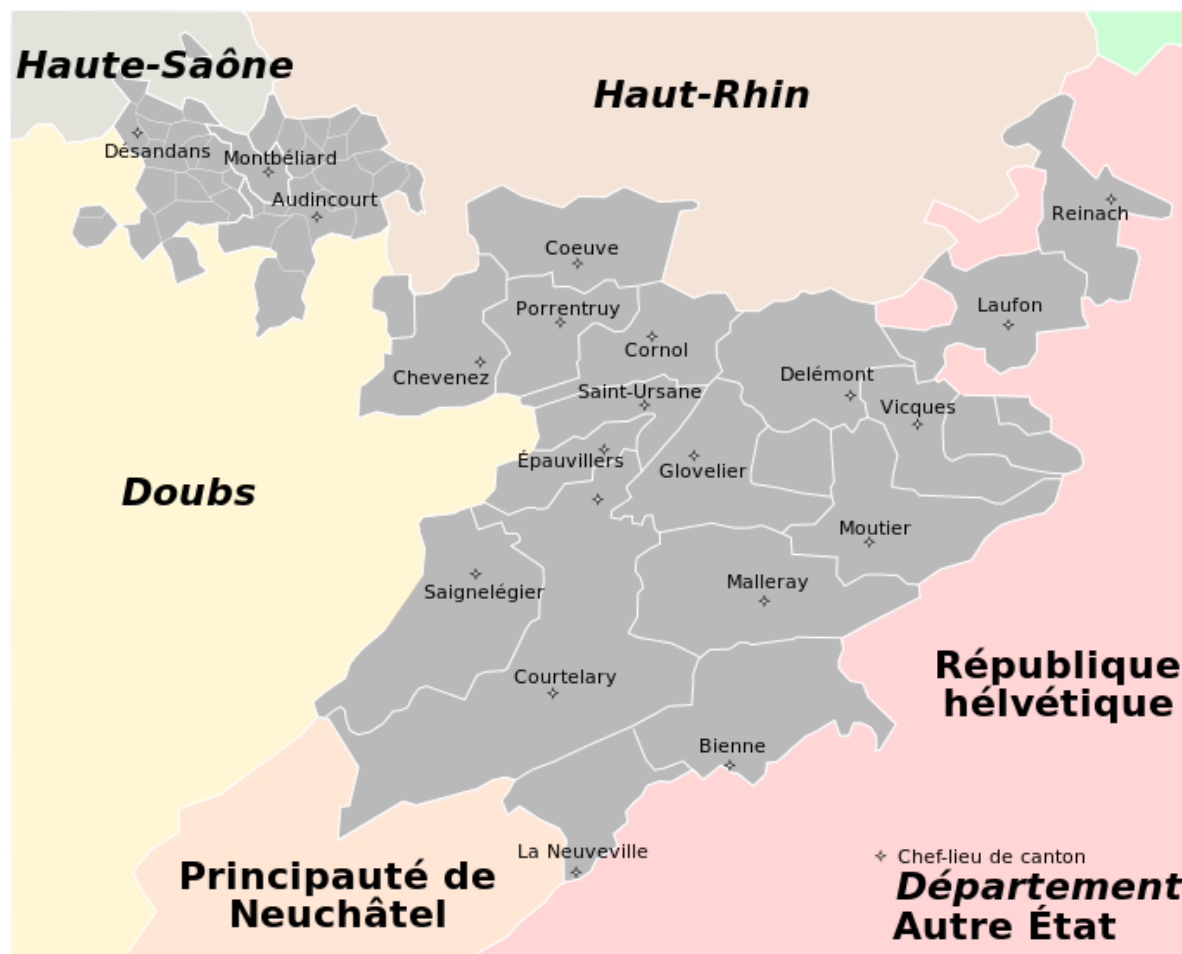 Haute-Saône
Haut-Rhin
Désandans
Montbéliard
Audincourt
Reinach
Coeuve
Laufon
Porrentruy
Cornol
Chevenez
Delémont
Saint-Ursane
Vicques
Épauvillers
Glovelier
Doubs
Moutier
Malleray
Saignelégier
République
hélvétique
Courtelary
Bienne
La Neuveville
Chef-lieu de canton
Principauté de
Neuchâtel
Département
Autre État